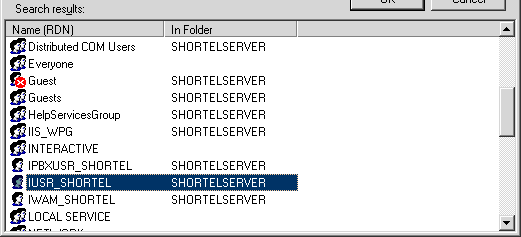 OK Cancel
Search results:
Name (RDN) In Folder
Distributed COM Users SHORTELSERVER
Everyone
Guest SHORTELSERVER
Guests SHORTELSERVER
HelpServicesGroup SHORTELSERVER
IIS_WPG SHORTELSERVER
INTERACTIVE
IPBXUSR_SHORTEL SHORTELSERVER
IUSR_SHORTEL SHORTELSERVER
IWAM_SHORTEL SHORTELSERVER
LOCAL SERVICE
NETWORK